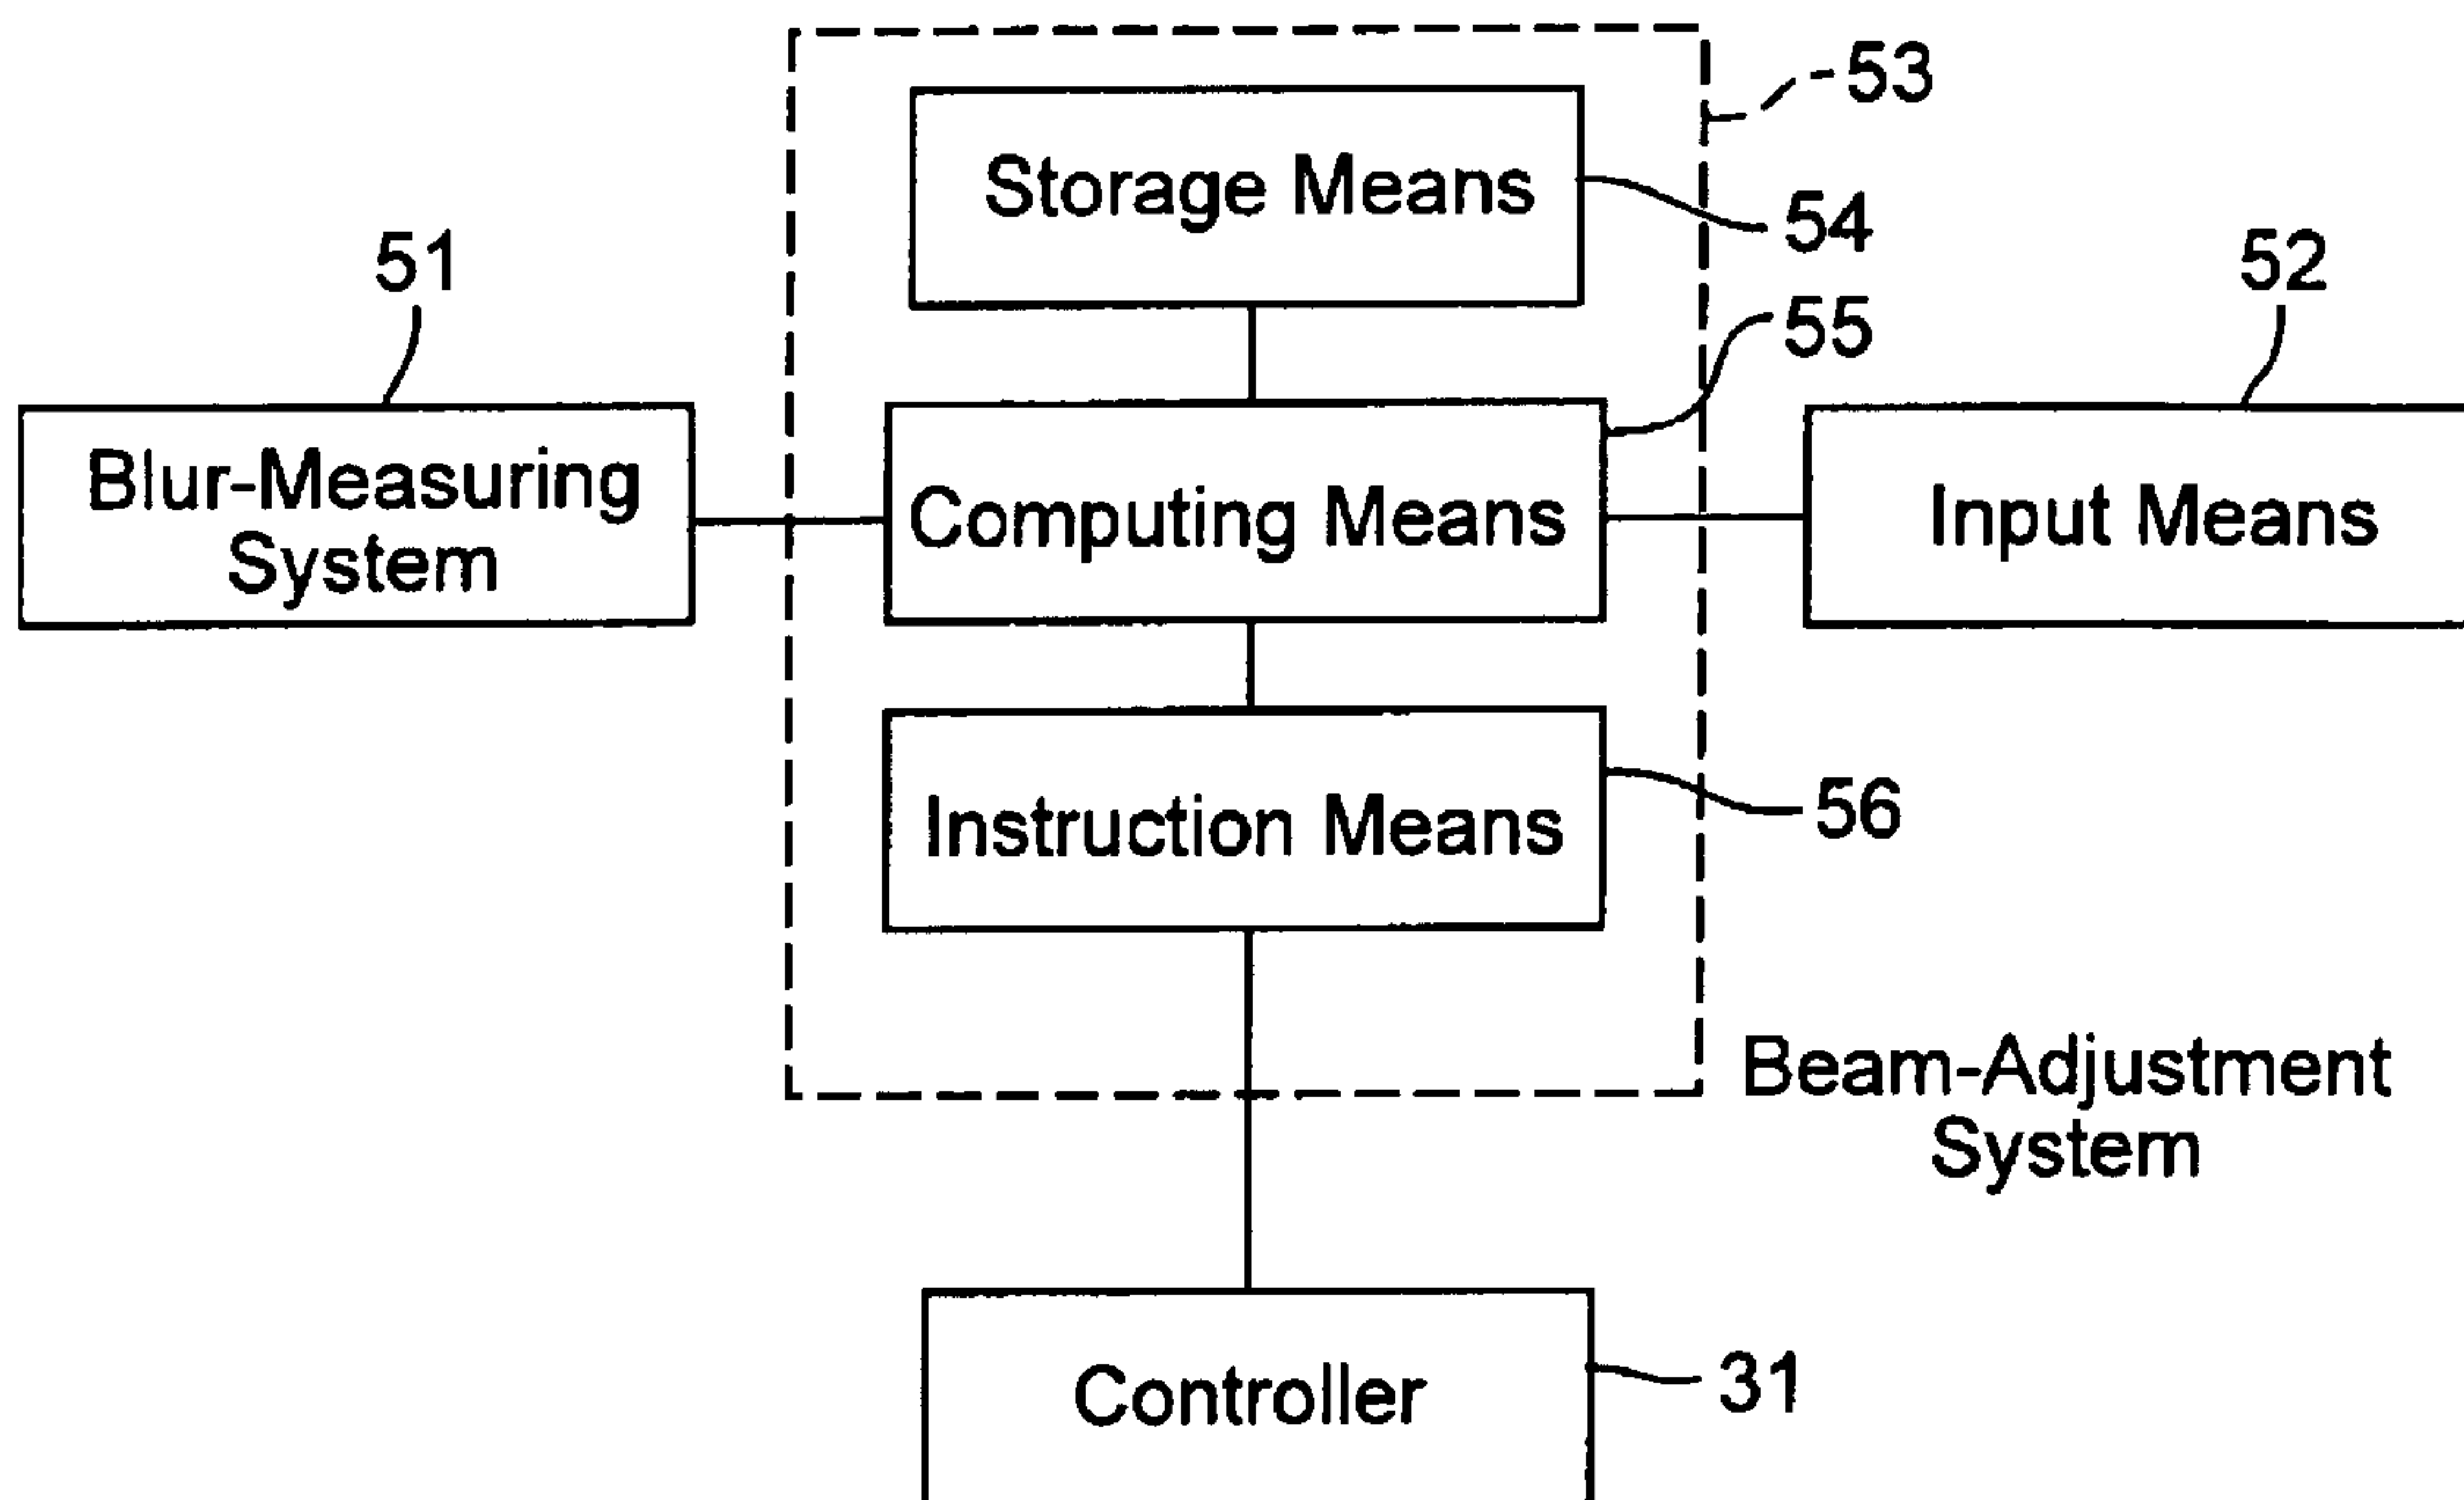 53
Storage Means
54
51
52
55
Blur-Measuring
System
Computing Means
Input Means
Instruction Means
56
Beam-Adjustment
System
Controller
31